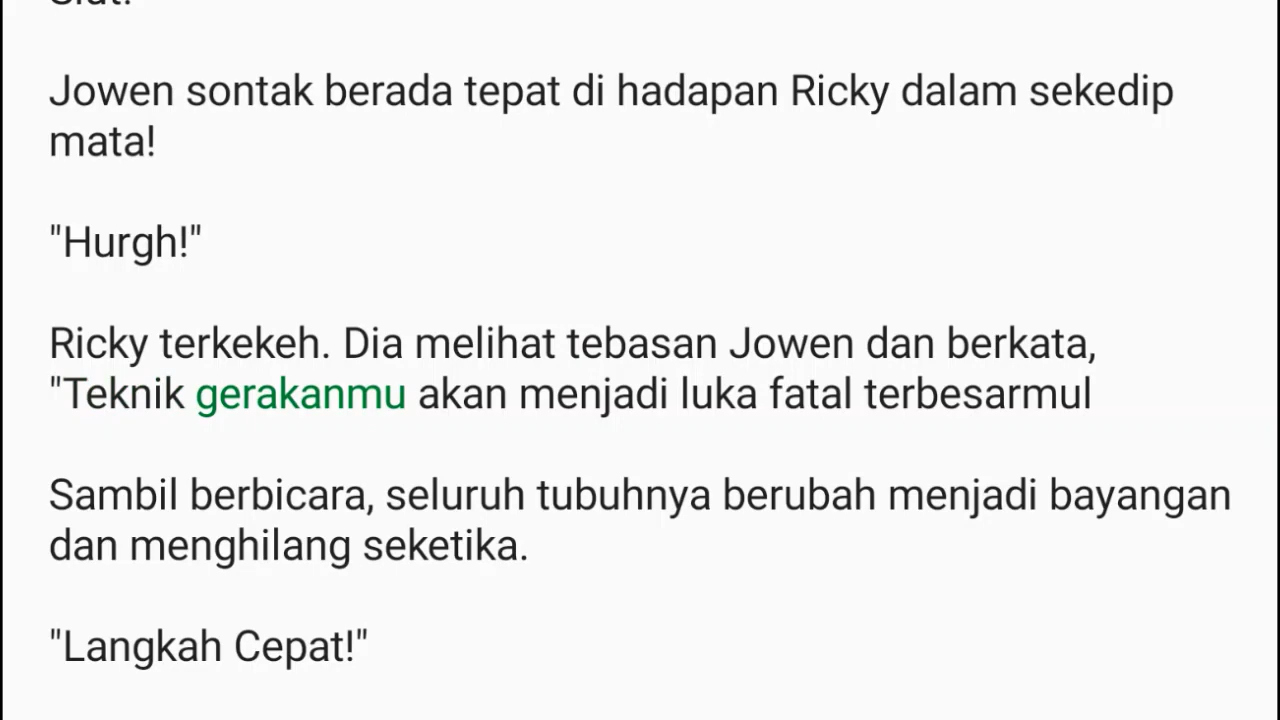 Jowen sontak berada tepat di hadapan Ricky dalam sekedip
mata!
"Hurgh!"
Ricky terkekeh. Dia melihat tebasan Jowen dan berkata,
"Teknik gerakanmu akan menjadi luka fatal terbesarmul
Sambil berbicara, seluruh tubuhnya berubah menjadi bayangan
dan menghilang seketika.
"Langkah Cepat!"